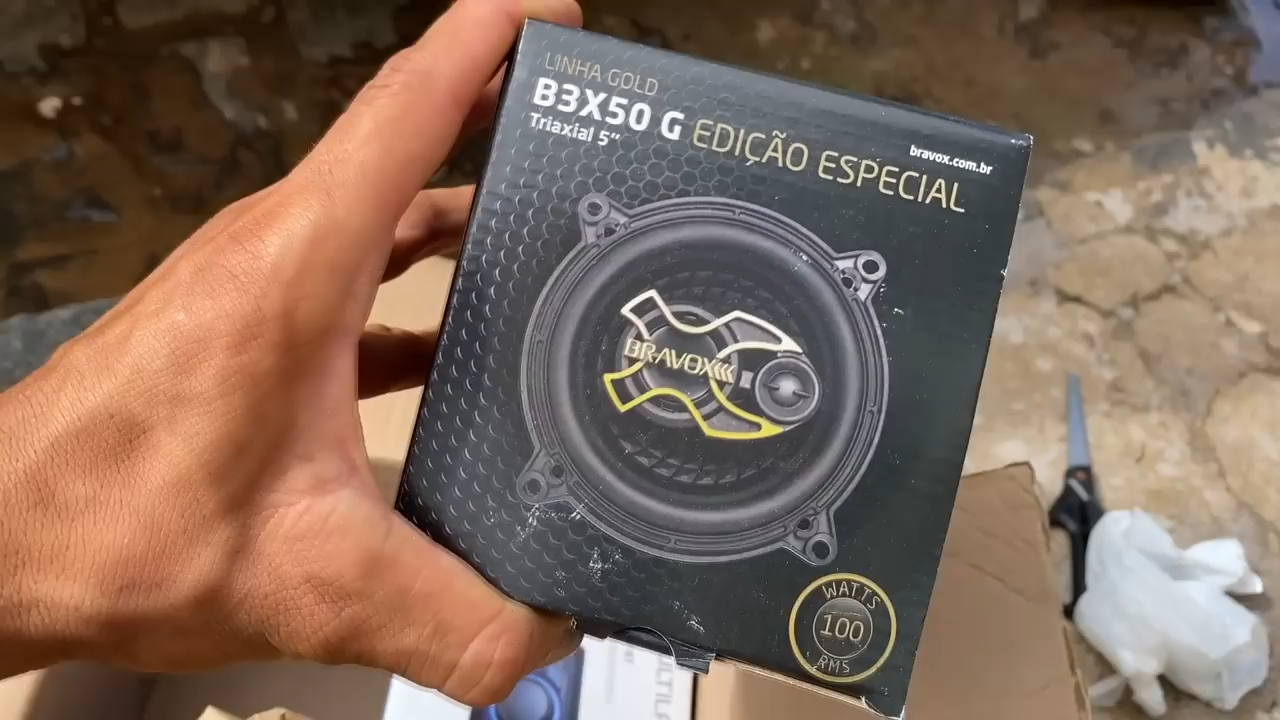 LINHA GOLD
B3X50 G EDIÇÃO ESPECIAL
Triaxial 5"
bravox.com.br
BRAVOX
WATTS
100
RMS